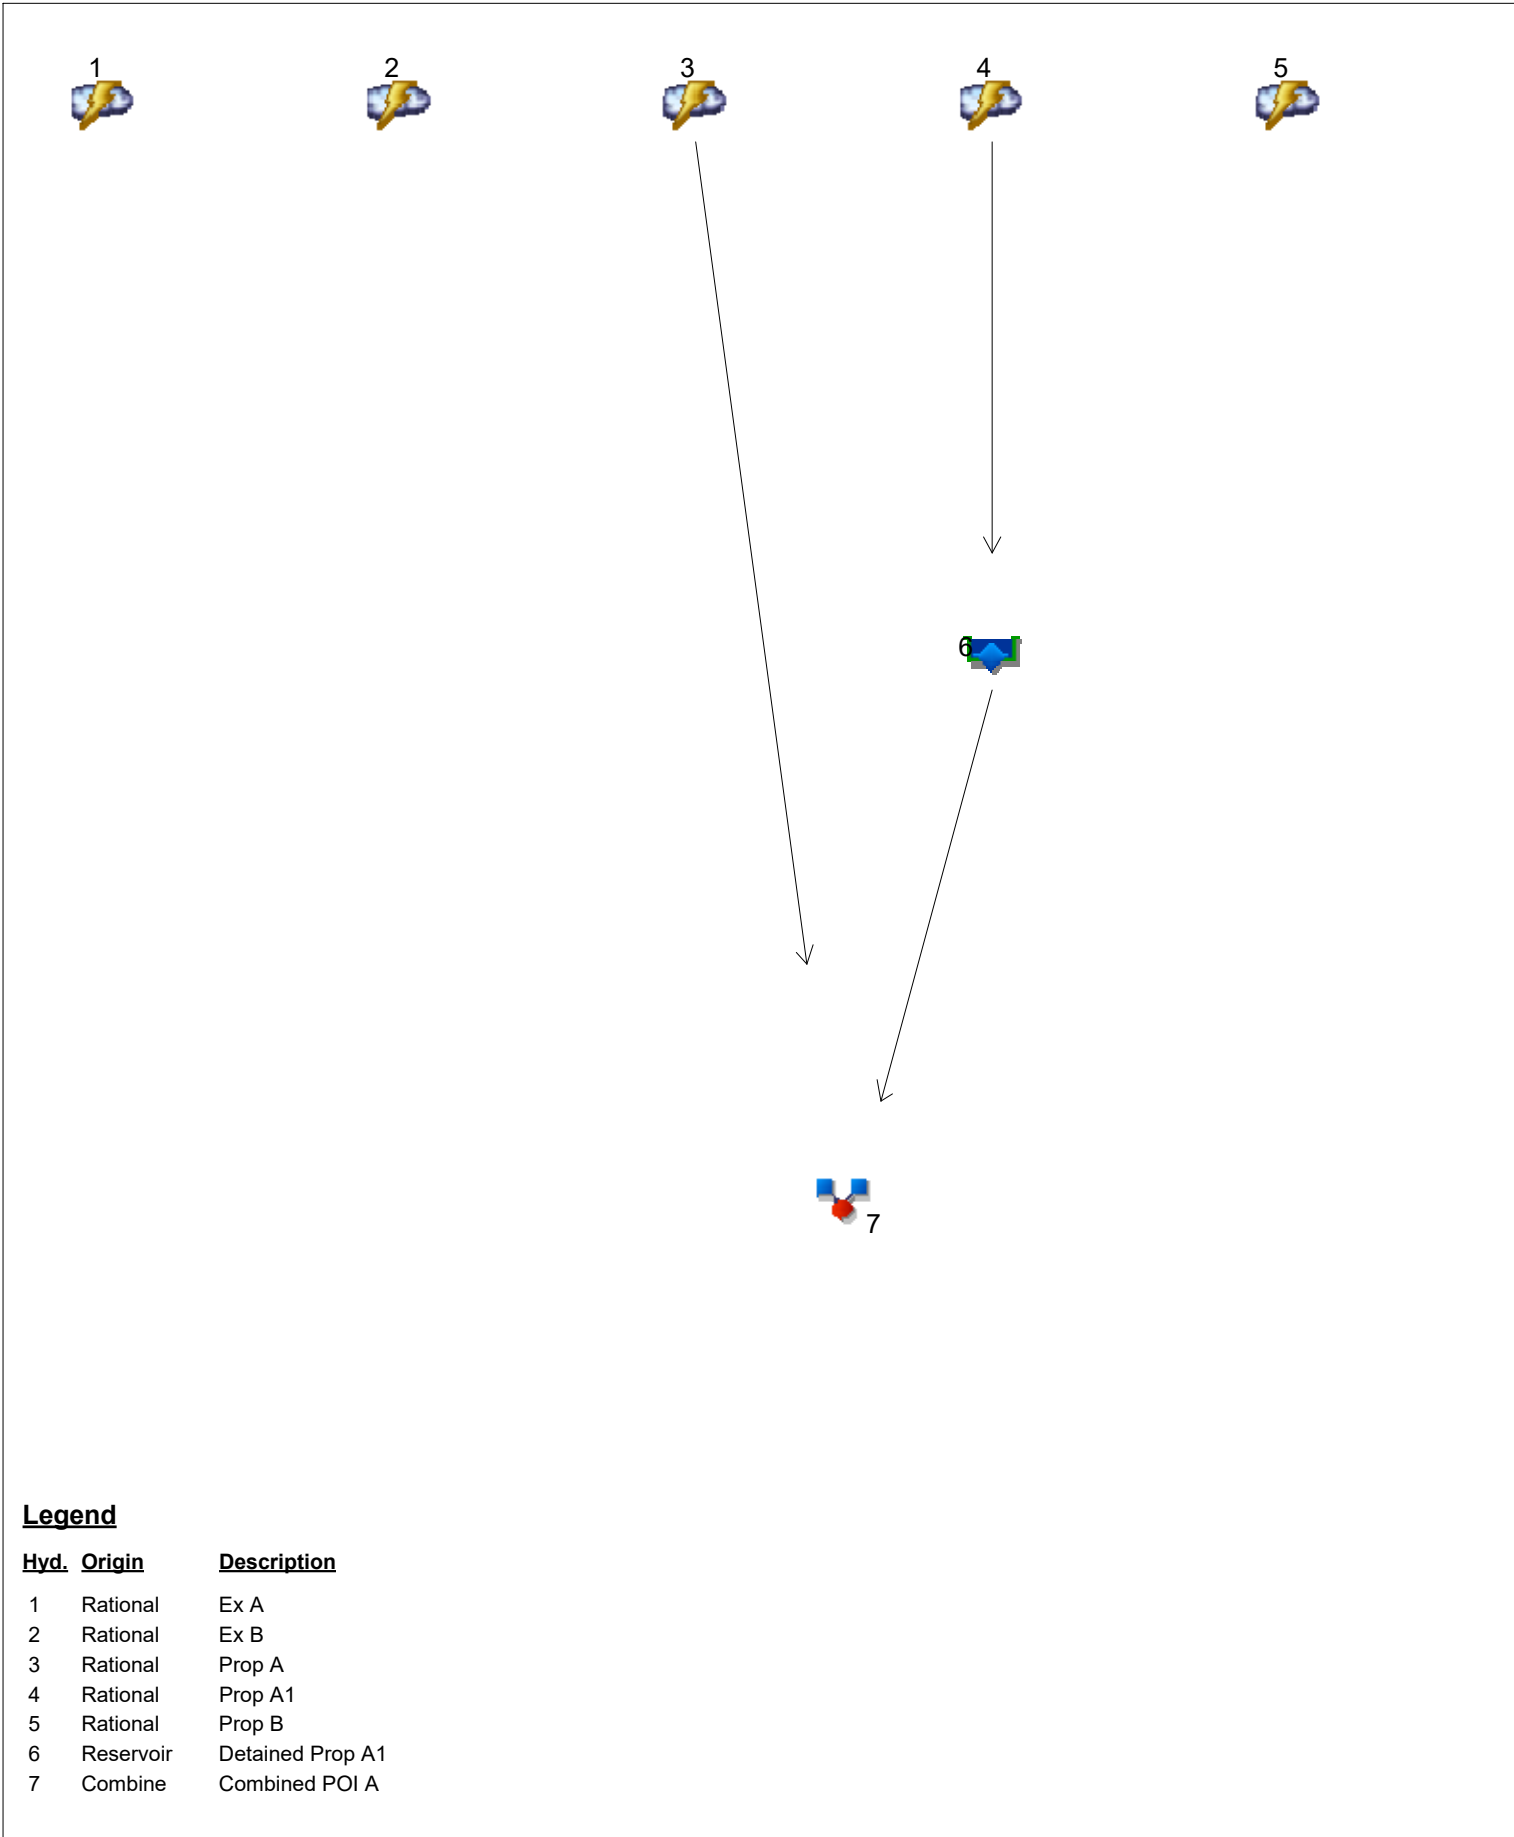 1 2 3 4 5
6
7
Legend
Hyd. Origin Description
1 Rational Ex A
2 Rational Ex B
3 Rational Prop A
4 Rational Prop A1
5 Rational Prop B
6 Reservoir Detained Prop A1
7 Combine Combined POI A